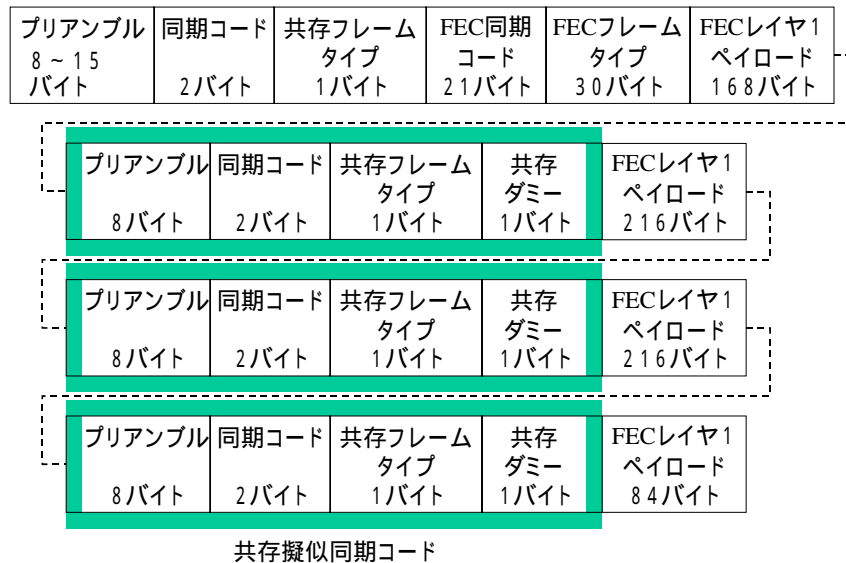 プリアンブル 同期コード 共存フレーム FEC同期 FECフレーム FECレイヤ1
8～15 タイプ コード タイプ ペイロード
バイト 2バイト 1バイト 21バイト 30バイト 168バイト
プリアンブル 同期コード 共存フレーム 共存 FECレイヤ1
タイプ ダミー ペイロード
8バイト 2バイト 1バイト 1バイト 216バイト
プリアンブル 同期コード 共存フレーム 共存 FECレイヤ1
タイプ ダミー ペイロード
8バイト 2バイト 1バイト 1バイト 216バイト
プリアンブル 同期コード 共存フレーム 共存 FECレイヤ1
タイプ ダミー ペイロード
8バイト 2バイト 1バイト 1バイト 84バイト
共存擬似同期コード